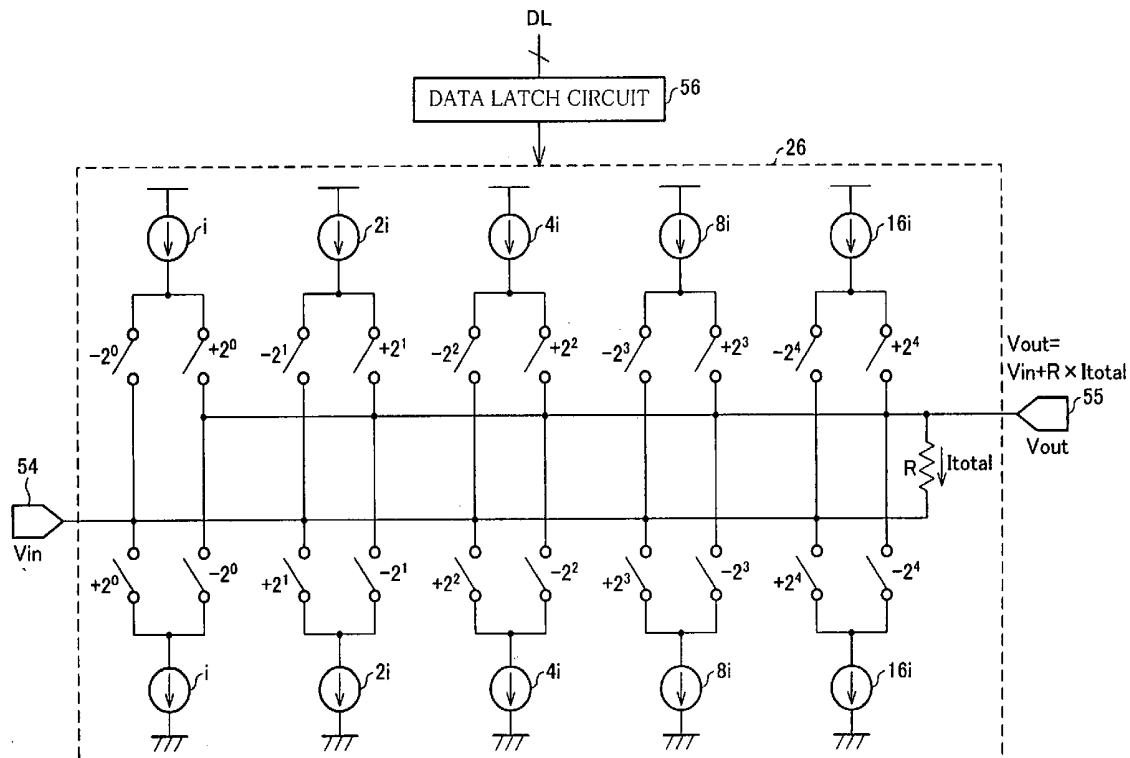 DL
DATA LATCH CIRCUIT
56
26
i
2i
4i
8i
16i
-2⁰
+2⁰
-2¹
+2¹
-2²
+2²
-2³
+2³
-2⁴
+2⁴
Vout=
Vin+R×Itotal
55
Vout
R
Itotal
54
Vin
+2⁰
-2⁰
+2¹
-2¹
+2²
-2²
+2³
-2³
+2⁴
-2⁴
i
2i
4i
8i
16i